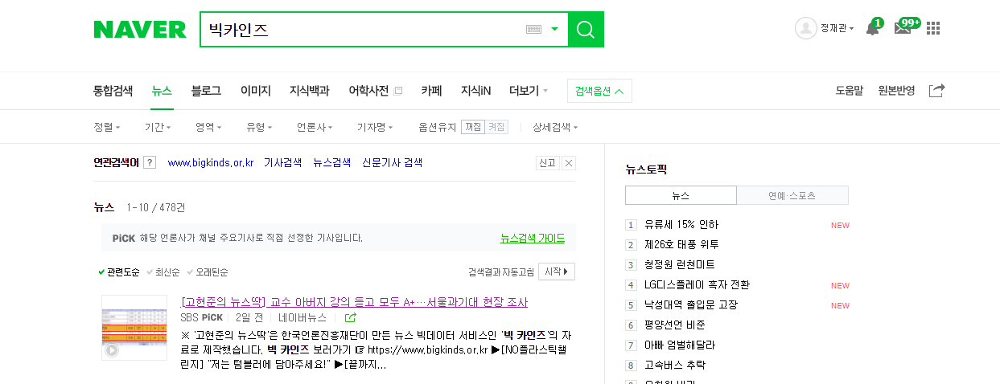 NAVER 빅카인즈 정재관 1 99+
통합검색 뉴스 블로그 이미지 지식백과 어학사전 카페 지식iN 더보기 검색옵션 도움말 원본반영
정렬 기간 영역 유형 언론사 기자명 옵션유지 꺼짐 켜짐 상세검색
연관검색어 ? www.bigkinds.or.kr 기사검색 뉴스검색 신문기사 검색 신고
뉴스 1-10 / 478건
PiCK 해당 언론사가 채널 주요기사로 직접 선정한 기사입니다. 뉴스검색 가이드
관련도순 최신순 오래된순 검색결과 자동고침 시작
[고현준의 뉴스딱] 교수 아버지 강의 듣고 모두 A+…서울과기대 현장 조사
SBS PiCK 2일 전 네이버뉴스
※ '고현준의 뉴스딱'은 한국언론진흥재단이 만든 뉴스 빅데이터 서비스인 '빅 카인즈'의 자
료로 제작했습니다. 빅 카인즈 보러가기 ☞ https://www.bigkinds.or.kr ▶[NO플라스틱챌
린지] "저는 텀블러에 담아주세요!" ▶[끝까지...
뉴스토픽
뉴스 연예·스포츠
1 유류세 15% 인하 NEW
2 제26호 태풍 위투
3 청정원 런천미트
4 LG디스플레이 흑자 전환 NEW
5 낙성대역 출입문 고장 NEW
6 평양선언 비준
7 아빠 엄벌해달라
8 고속버스 추락